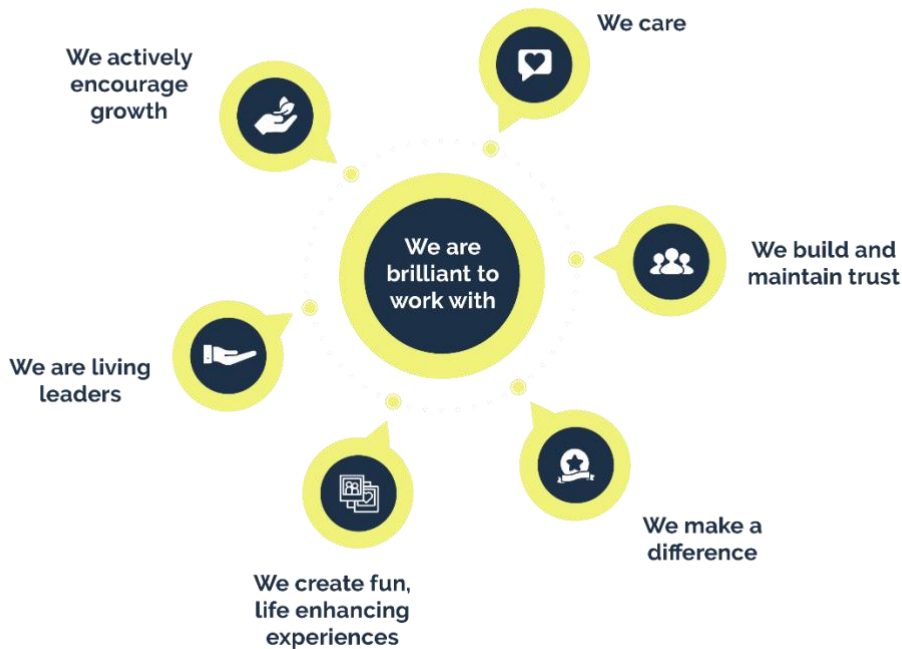 We care
We actively
encourage
growth
We are
brilliant to
work with
We build and
maintain trust
We are living
leaders
We make a
difference
We create fun,
life enhancing
experiences